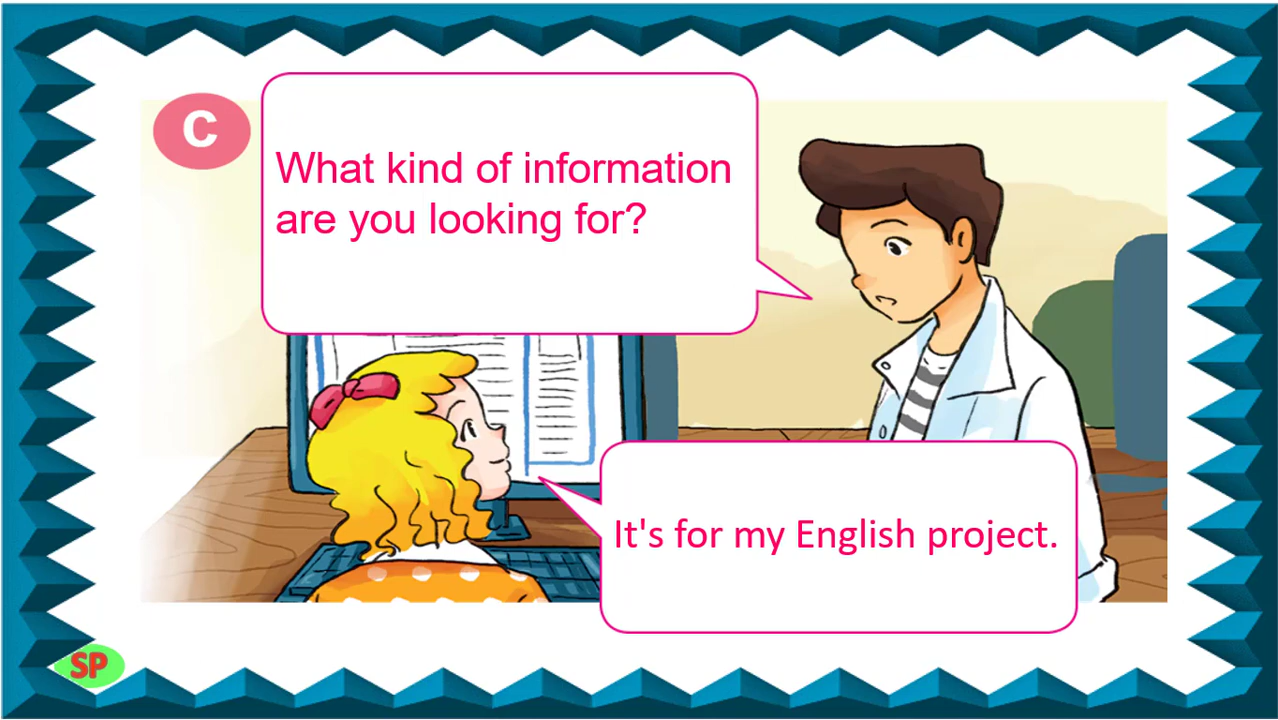 C
What kind of information
are you looking for?
It's for my English project.
SP